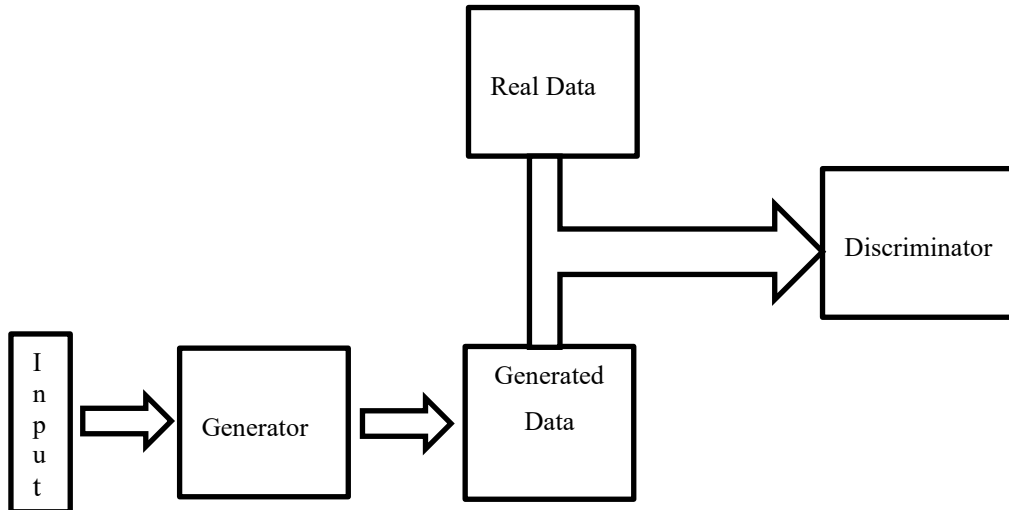 Real Data
Discriminator
I
n
p
u
t
Generator
Generated
Data